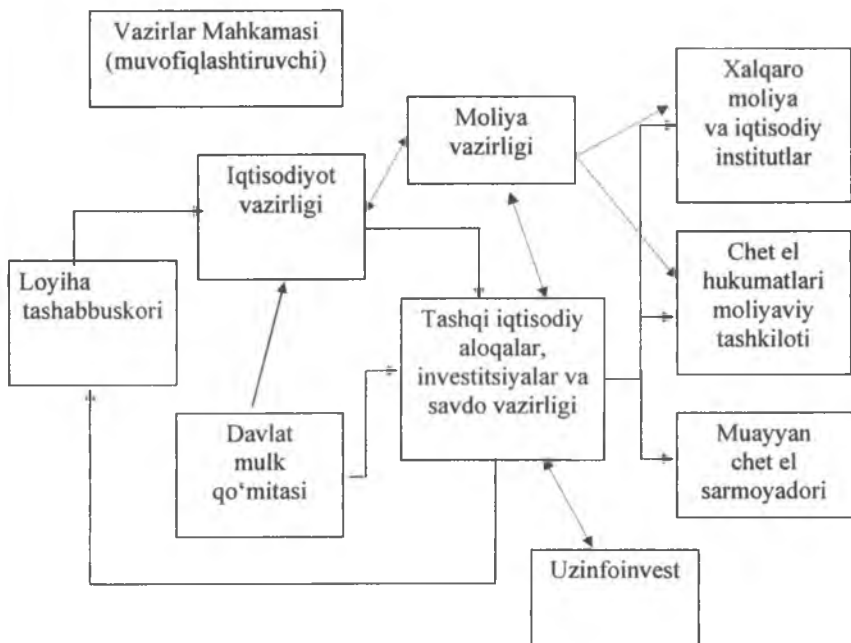 Vazirlar Mahkamasi
(muvofiqlashtiruvchi)
Xalqaro
moliya
va iqtisodiy
institutlar
Moliya
vazirligi
Iqtisodiyot
vazirligi
Loyiha
tashabbuskori
Chet el
hukumatlari
moliyaviy
tashkiloti
Tashqi iqtisodiy
aloqalar,
investitsiyalar va
savdo vazirligi
Davlat
mulk
qo‘mitasi
Muayyan
chet el
sarmoyadori
Uzinfoinvest